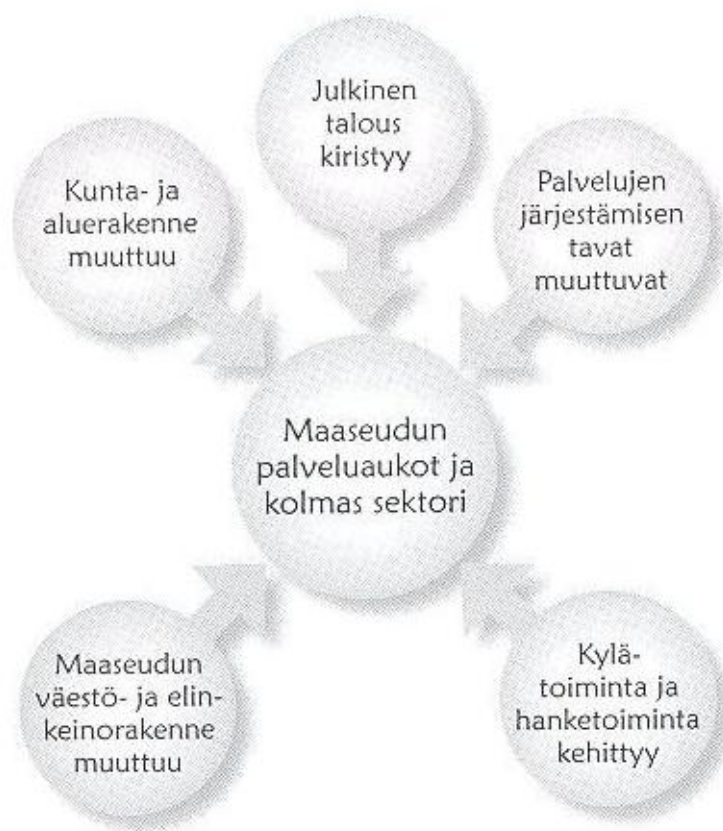 Julkinen
talous
kiristyy
Kunta- ja
aluerakenne
muuttuu
Palvelujen
järjestämisen
tavat
muuttuvat
Maaseudun
palveluaukot ja
kolmas sektori
Maaseudun
väestö- ja elin-
keinorakenne
muuttuu
Kylä-
toiminta ja
hanketoiminta
kehittyy